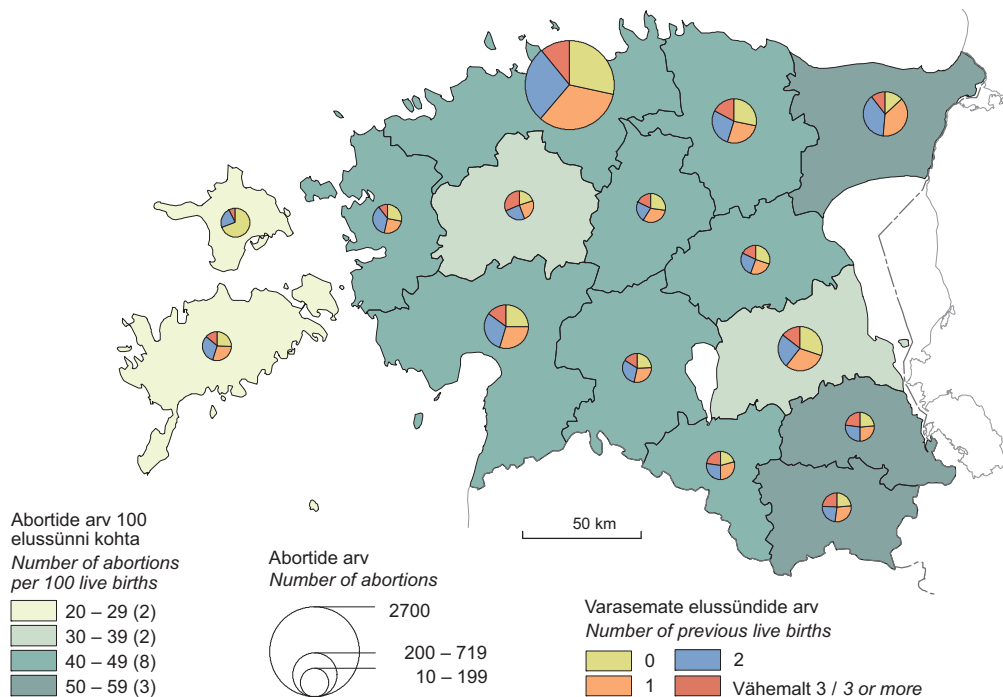 50 km
Abortide arv 100
elussünni kohta
Number of abortions
per 100 live births
20 – 29 (2)
30 – 39 (2)
40 – 49 (8)
50 – 59 (3)
Abortide arv
Number of abortions
2700
200 – 719
10 – 199
Varasemate elussündide arv
Number of previous live births
0
1
2
Vähemalt 3 / 3 or more